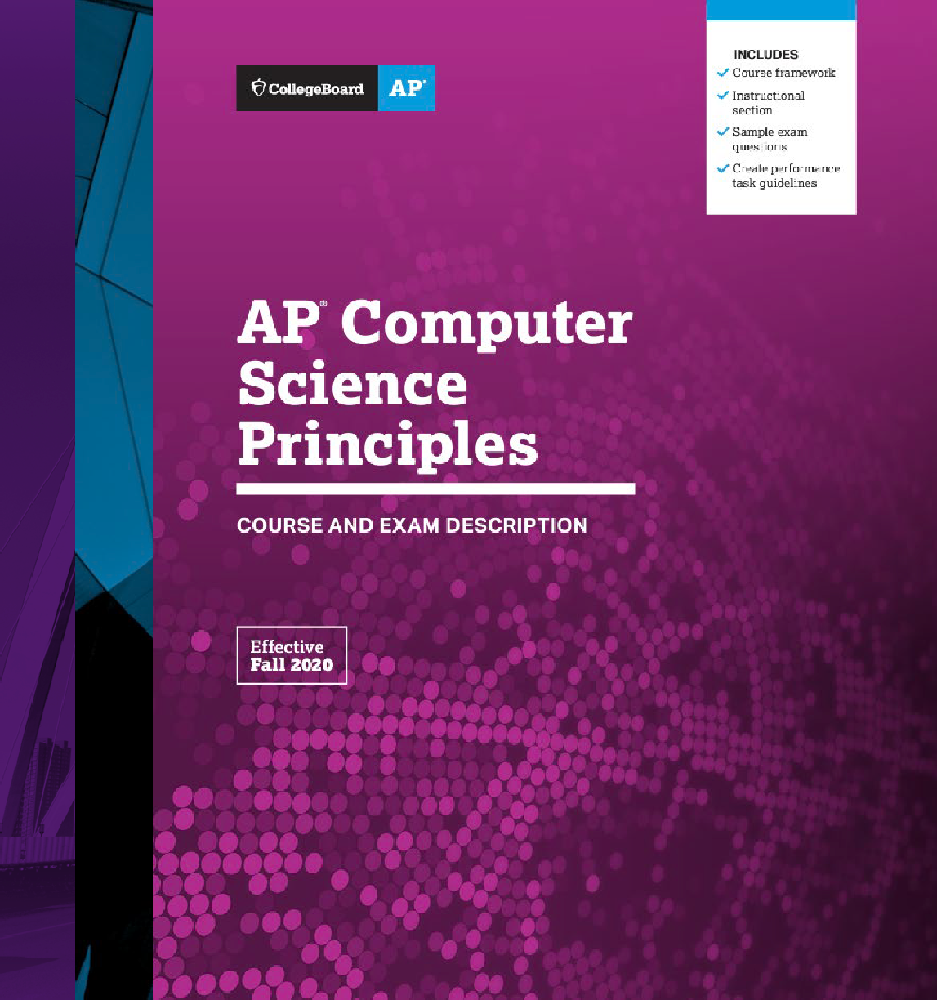 CollegeBoard AP®
INCLUDES
Course framework
Instructional
section
Sample exam
questions
Create performance
task guidelines
AP® Computer
Science
Principles
COURSE AND EXAM DESCRIPTION
Effective
Fall 2020